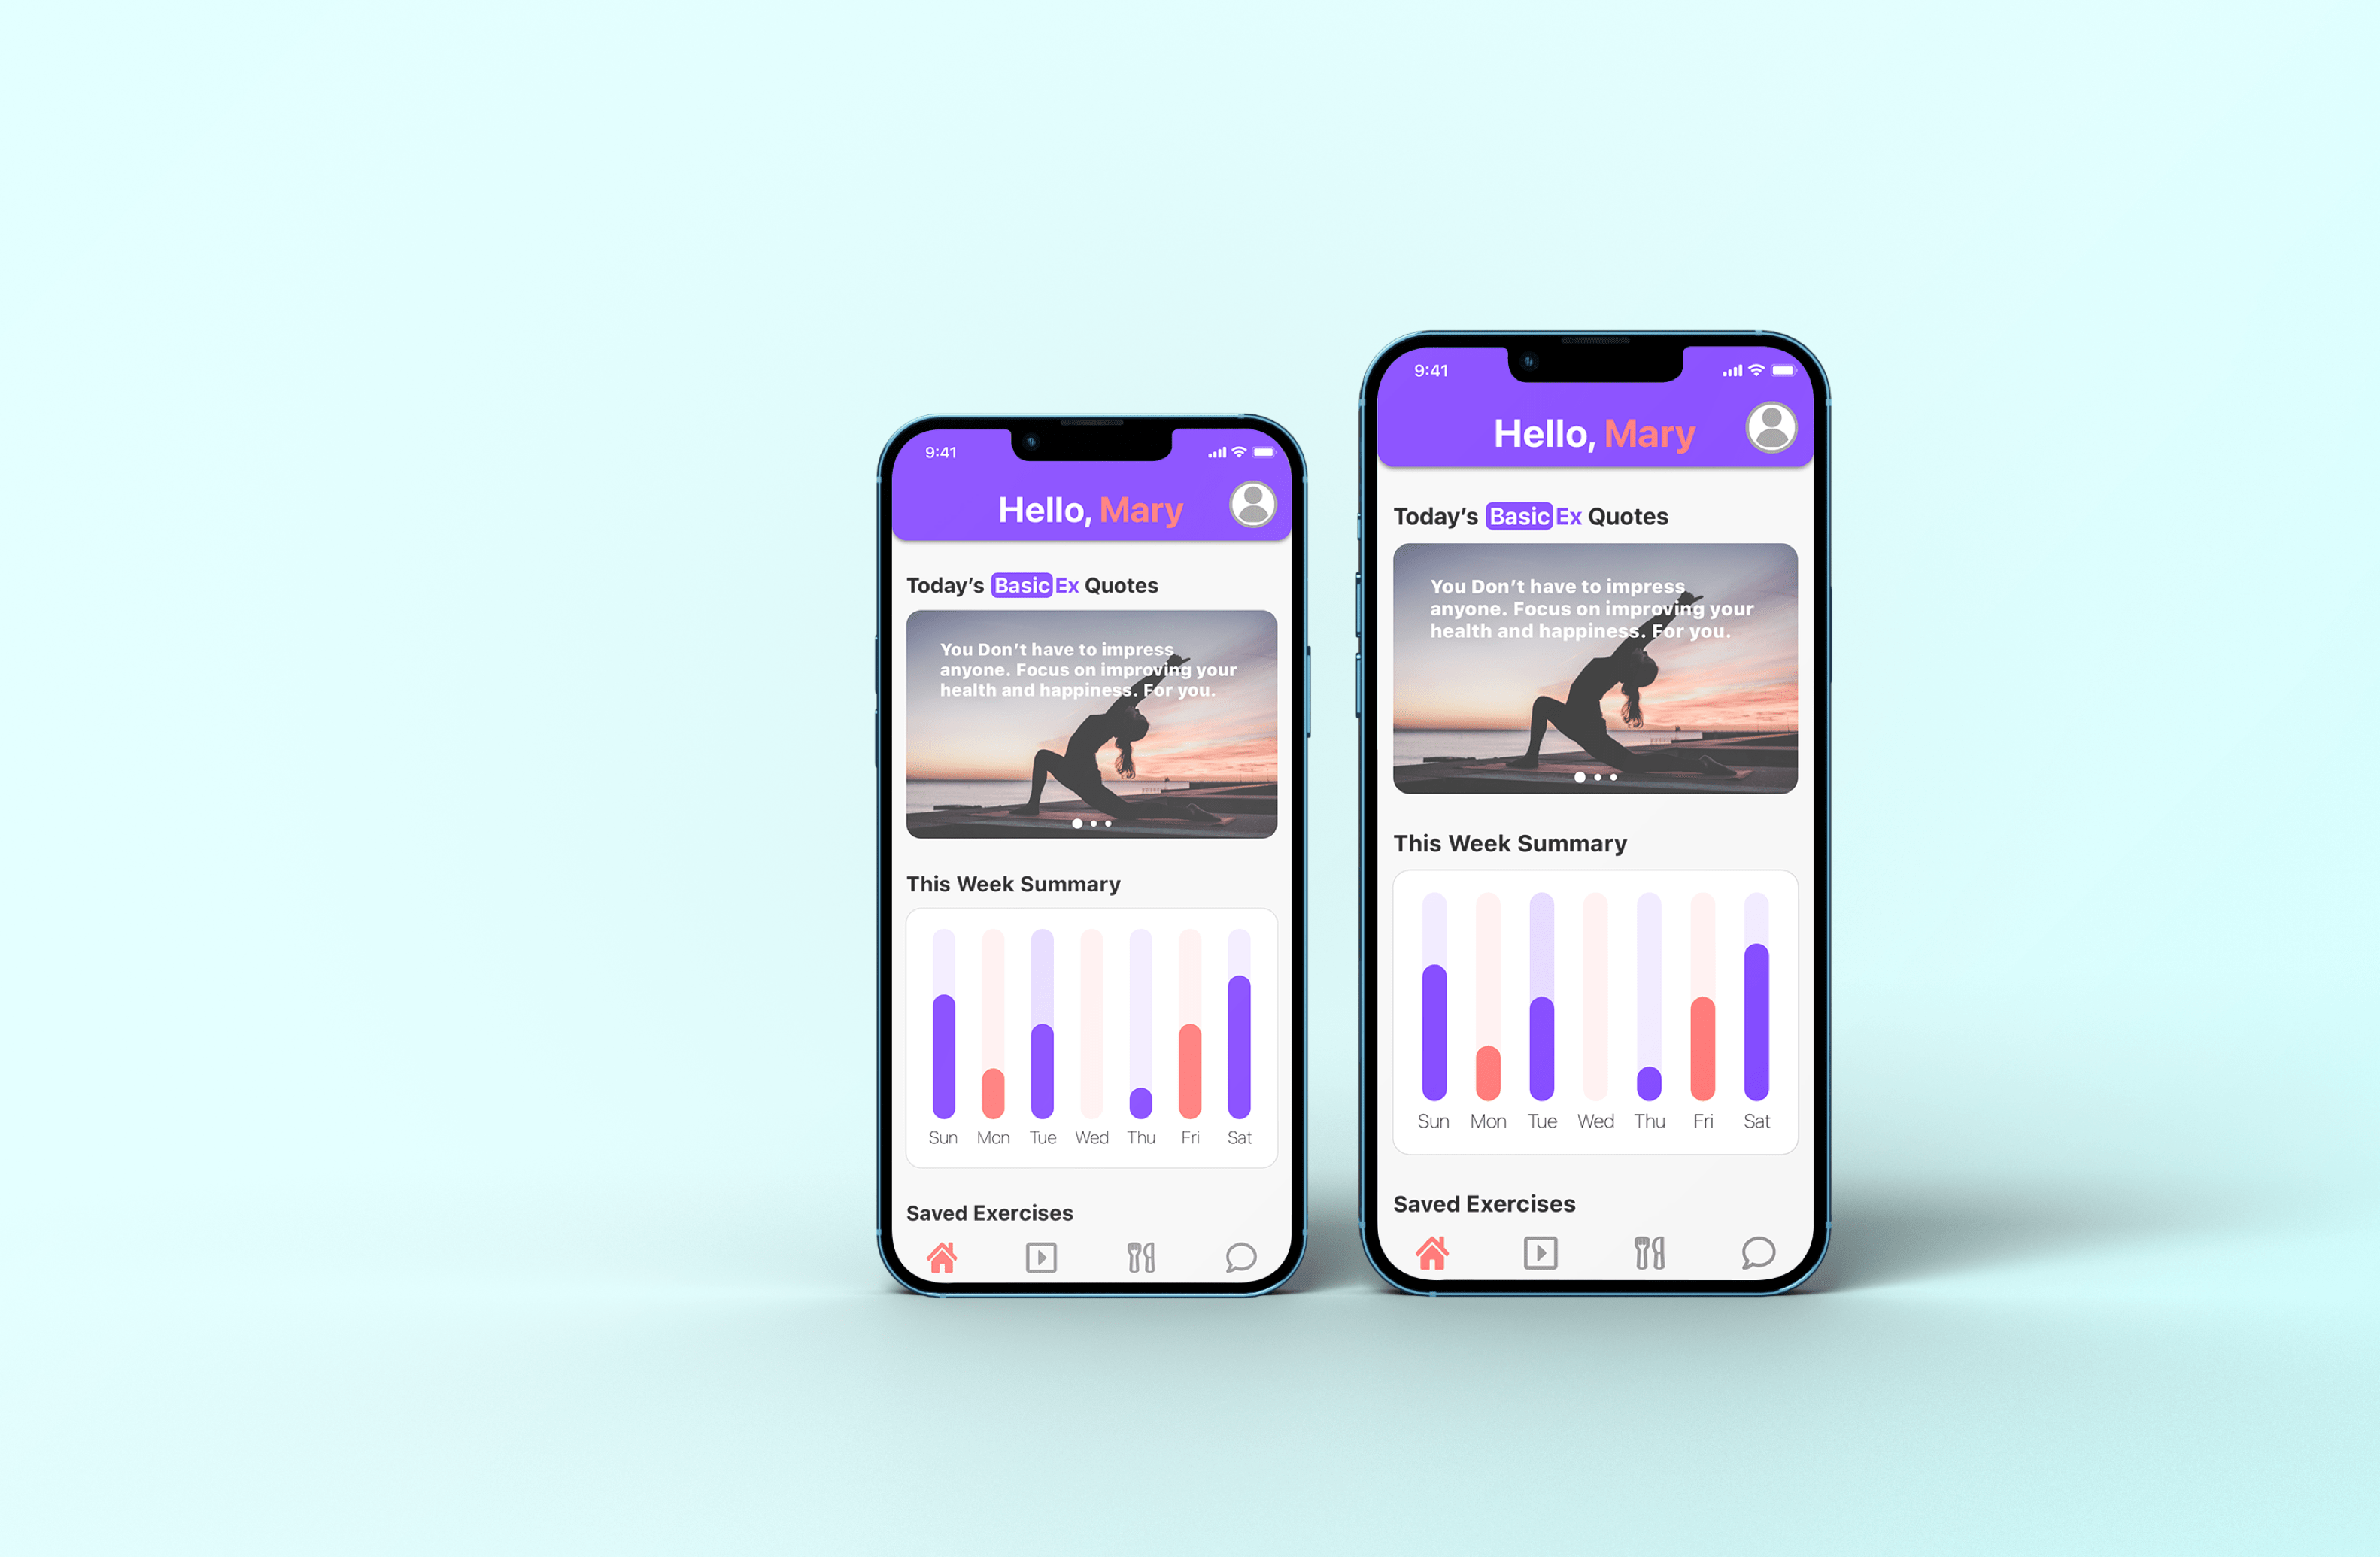 9:41
Hello, Mary
Today's BasicEx Quotes
You Don't have to impress
anyone. Focus on improving your
health and happiness. For you.
This Week Summary
Sun Mon Tue Wed Thu Fri Sat
Saved Exercises
9:41
Hello, Mary
Today's BasicEx Quotes
You Don't have to impress
anyone. Focus on improving your
health and happiness. For you.
This Week Summary
Sun Mon Tue Wed Thu Fri Sat
Saved Exercises